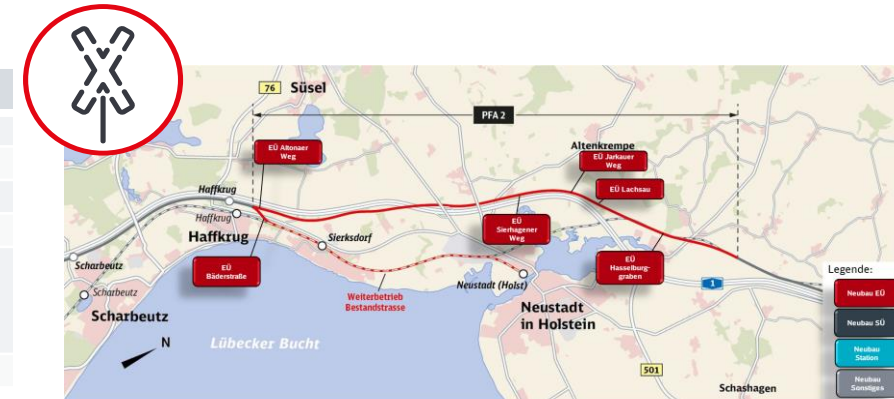 76
Süsel
PFA 2
EÜ Altonaer
Weg
Altenkrempe
EÜ Jarkauer
Weg
EÜ Lachsau
Haffkrug
Haffkrug
Haffkrug
Sierksdorf
EÜ
Sierhagener
Weg
EÜ
Hasselburg-
graben
EÜ
Bäderstraße
Scharbeutz
Scharbeutz
Scharbeutz
Weiterbetrieb
Bestandstrasse
Neustadt (Holst)
Neustadt
in Holstein
1
N
Lübecker Bucht
501
Schashagen
Legende:
Neubau EÜ
Neubau SÜ
Neubau
Station
Neubau
Sonstiges